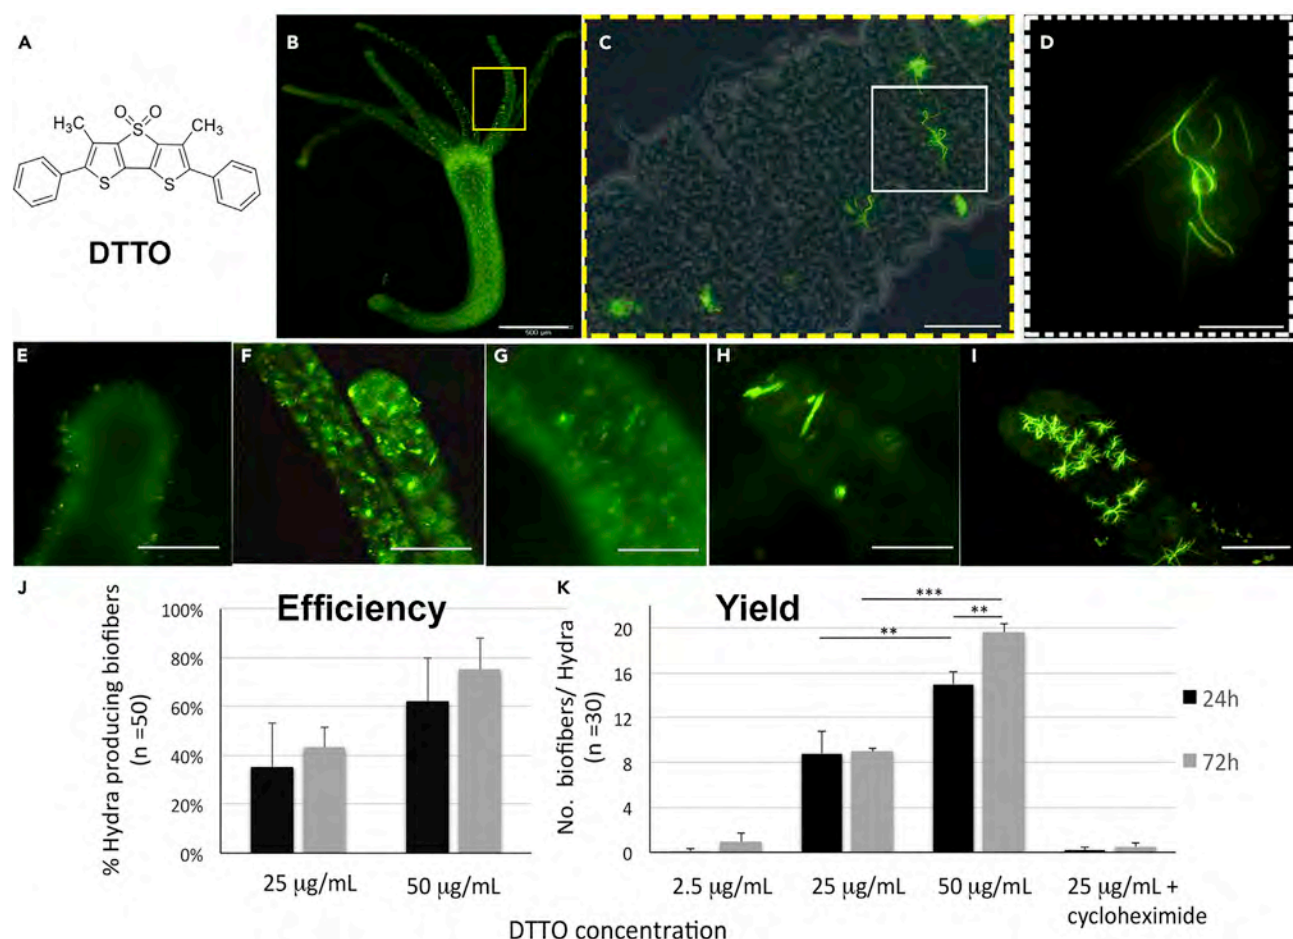 A
H₃C
O
O
S
CH₃
S
S
DTTO
B
500 µm
C
D
E
F
G
H
I
J
Efficiency
% Hydra producing biofibers
(n =50)
100%
80%
60%
40%
20%
0%
25 µg/mL
50 µg/mL
K
Yield
No. biofibers/ Hydra
(n =30)
20
16
12
8
4
0
***
**
**
2.5 µg/mL
25 µg/mL
50 µg/mL
25 µg/mL +
cycloheximide
24h
72h
DTTO concentration